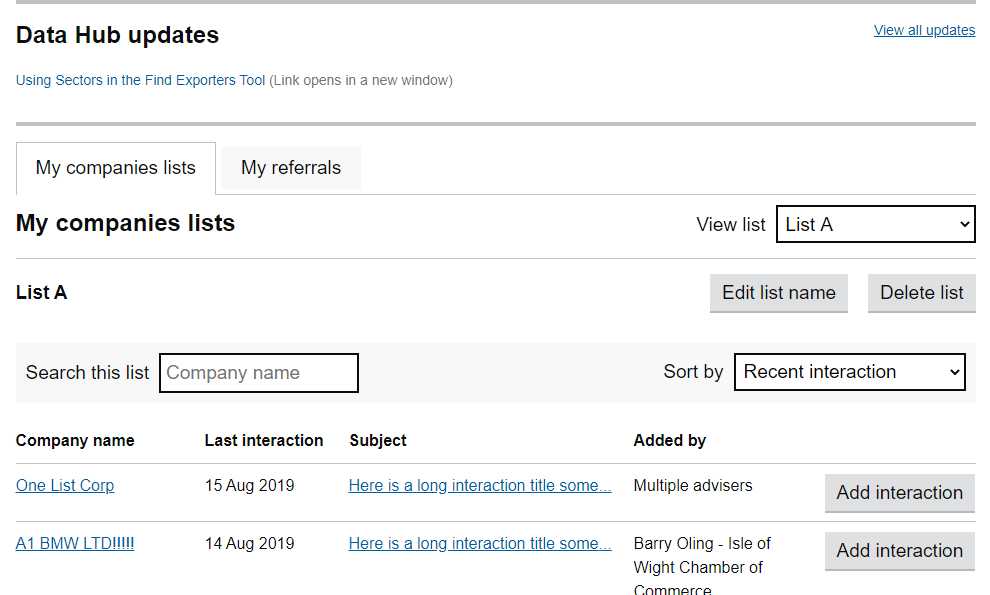 Data Hub updates
View all updates
Using Sectors in the Find Exporters Tool (Link opens in a new window)
My companies lists
My referrals
My companies lists
View list
List A
List A
Edit list name
Delete list
Search this list
Company name
Sort by
Recent interaction
Company name
Last interaction
Subject
Added by
One List Corp
15 Aug 2019
Here is a long interaction title some...
Multiple advisers
Add interaction
A1 BMW LTD!!!!!
14 Aug 2019
Here is a long interaction title some...
Barry Oling - Isle of
Wight Chamber of
Commerce
Add interaction